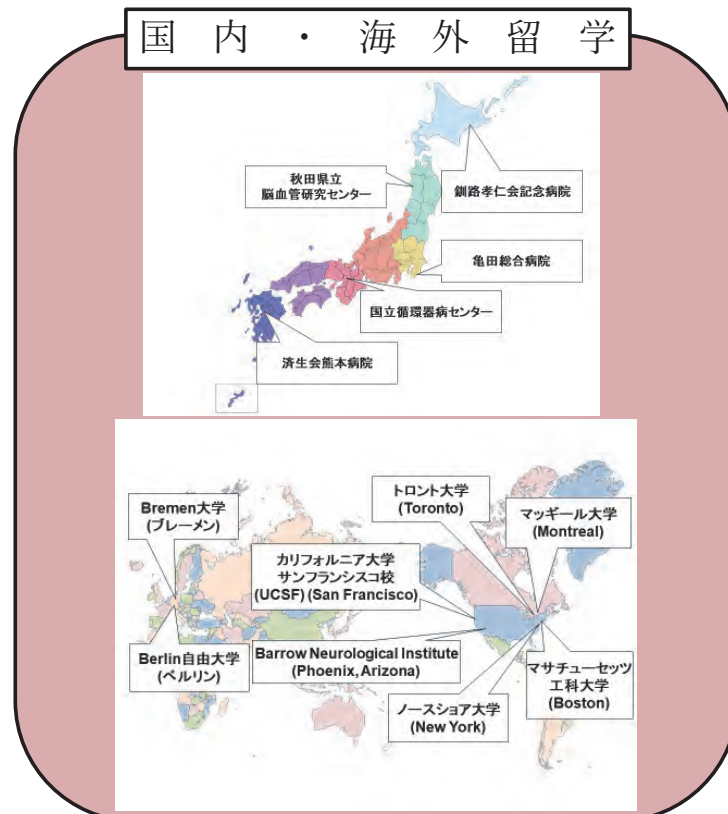 国内・海外留学
秋田県立
脳血管研究センター
釧路孝仁会記念病院
亀田総合病院
国立循環器病センター
済生会熊本病院
トロント大学
(Toronto)
Bremen大学
(ブレーメン)
マッギール大学
(Montreal)
カリフォルニア大学
サンフランシスコ校
(UCSF) (San Francisco)
Berlin自由大学
(ベルリン)
Barrow Neurological Institute
(Phoenix, Arizona)
マサチューセッツ
工科大学
(Boston)
ノースショア大学
(New York)